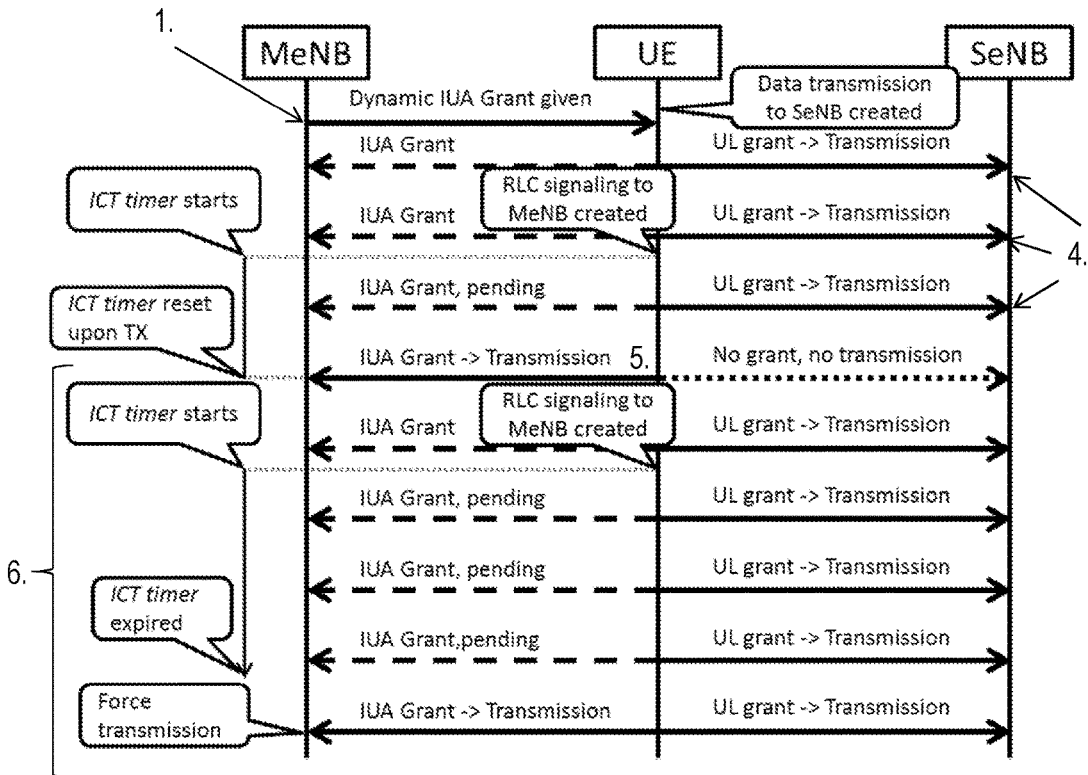 1.
MeNB
UE
SeNB
Dynamic IUA Grant given
Data transmission
to SeNB created
IUA Grant
UL grant -> Transmission
ICT timer starts
RLC signaling to
MeNB created
IUA Grant
UL grant -> Transmission
4.
IUA Grant, pending
UL grant -> Transmission
ICT timer reset
upon TX
IUA Grant -> Transmission
5.
No grant, no transmission
ICT timer starts
RLC signaling to
MeNB created
IUA Grant
UL grant -> Transmission
IUA Grant, pending
UL grant -> Transmission
6.
IUA Grant, pending
UL grant -> Transmission
ICT timer
expired
IUA Grant,pending
UL grant -> Transmission
Force
transmission
IUA Grant -> Transmission
UL grant -> Transmission